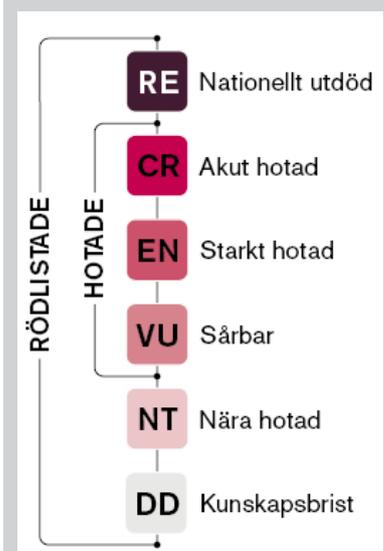 RE Nationellt utdöd
CR Akut hotad
EN Starkt hotad
VU Sårbar
NT Nära hotad
DD Kunskapsbrist
RÖDLISTADE
HOTADE